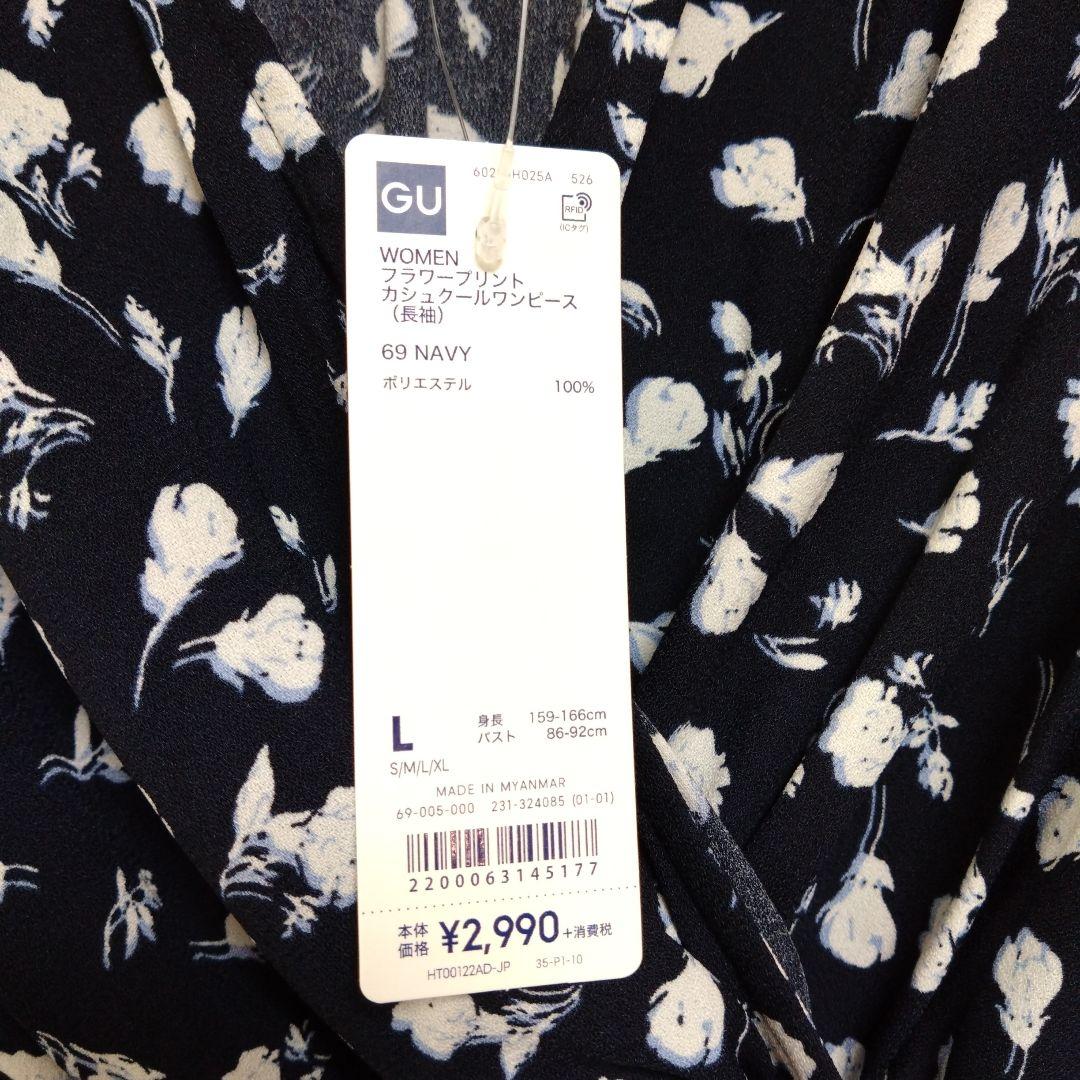 GU
H025A 526
RFID
(ICタグ)
WOMEN
フラワープリント
カシュクールワンピース
(長袖)
69 NAVY
ポリエステル 100%
L
S/M/L/XL
身長 159-166cm
バスト 86-92cm
MADE IN MYANMAR
69-005-000 231-324085 (01-01)
2200063145177
本体価格 ¥2,990 +消費税
HT00122AD-JP 35-P1-10